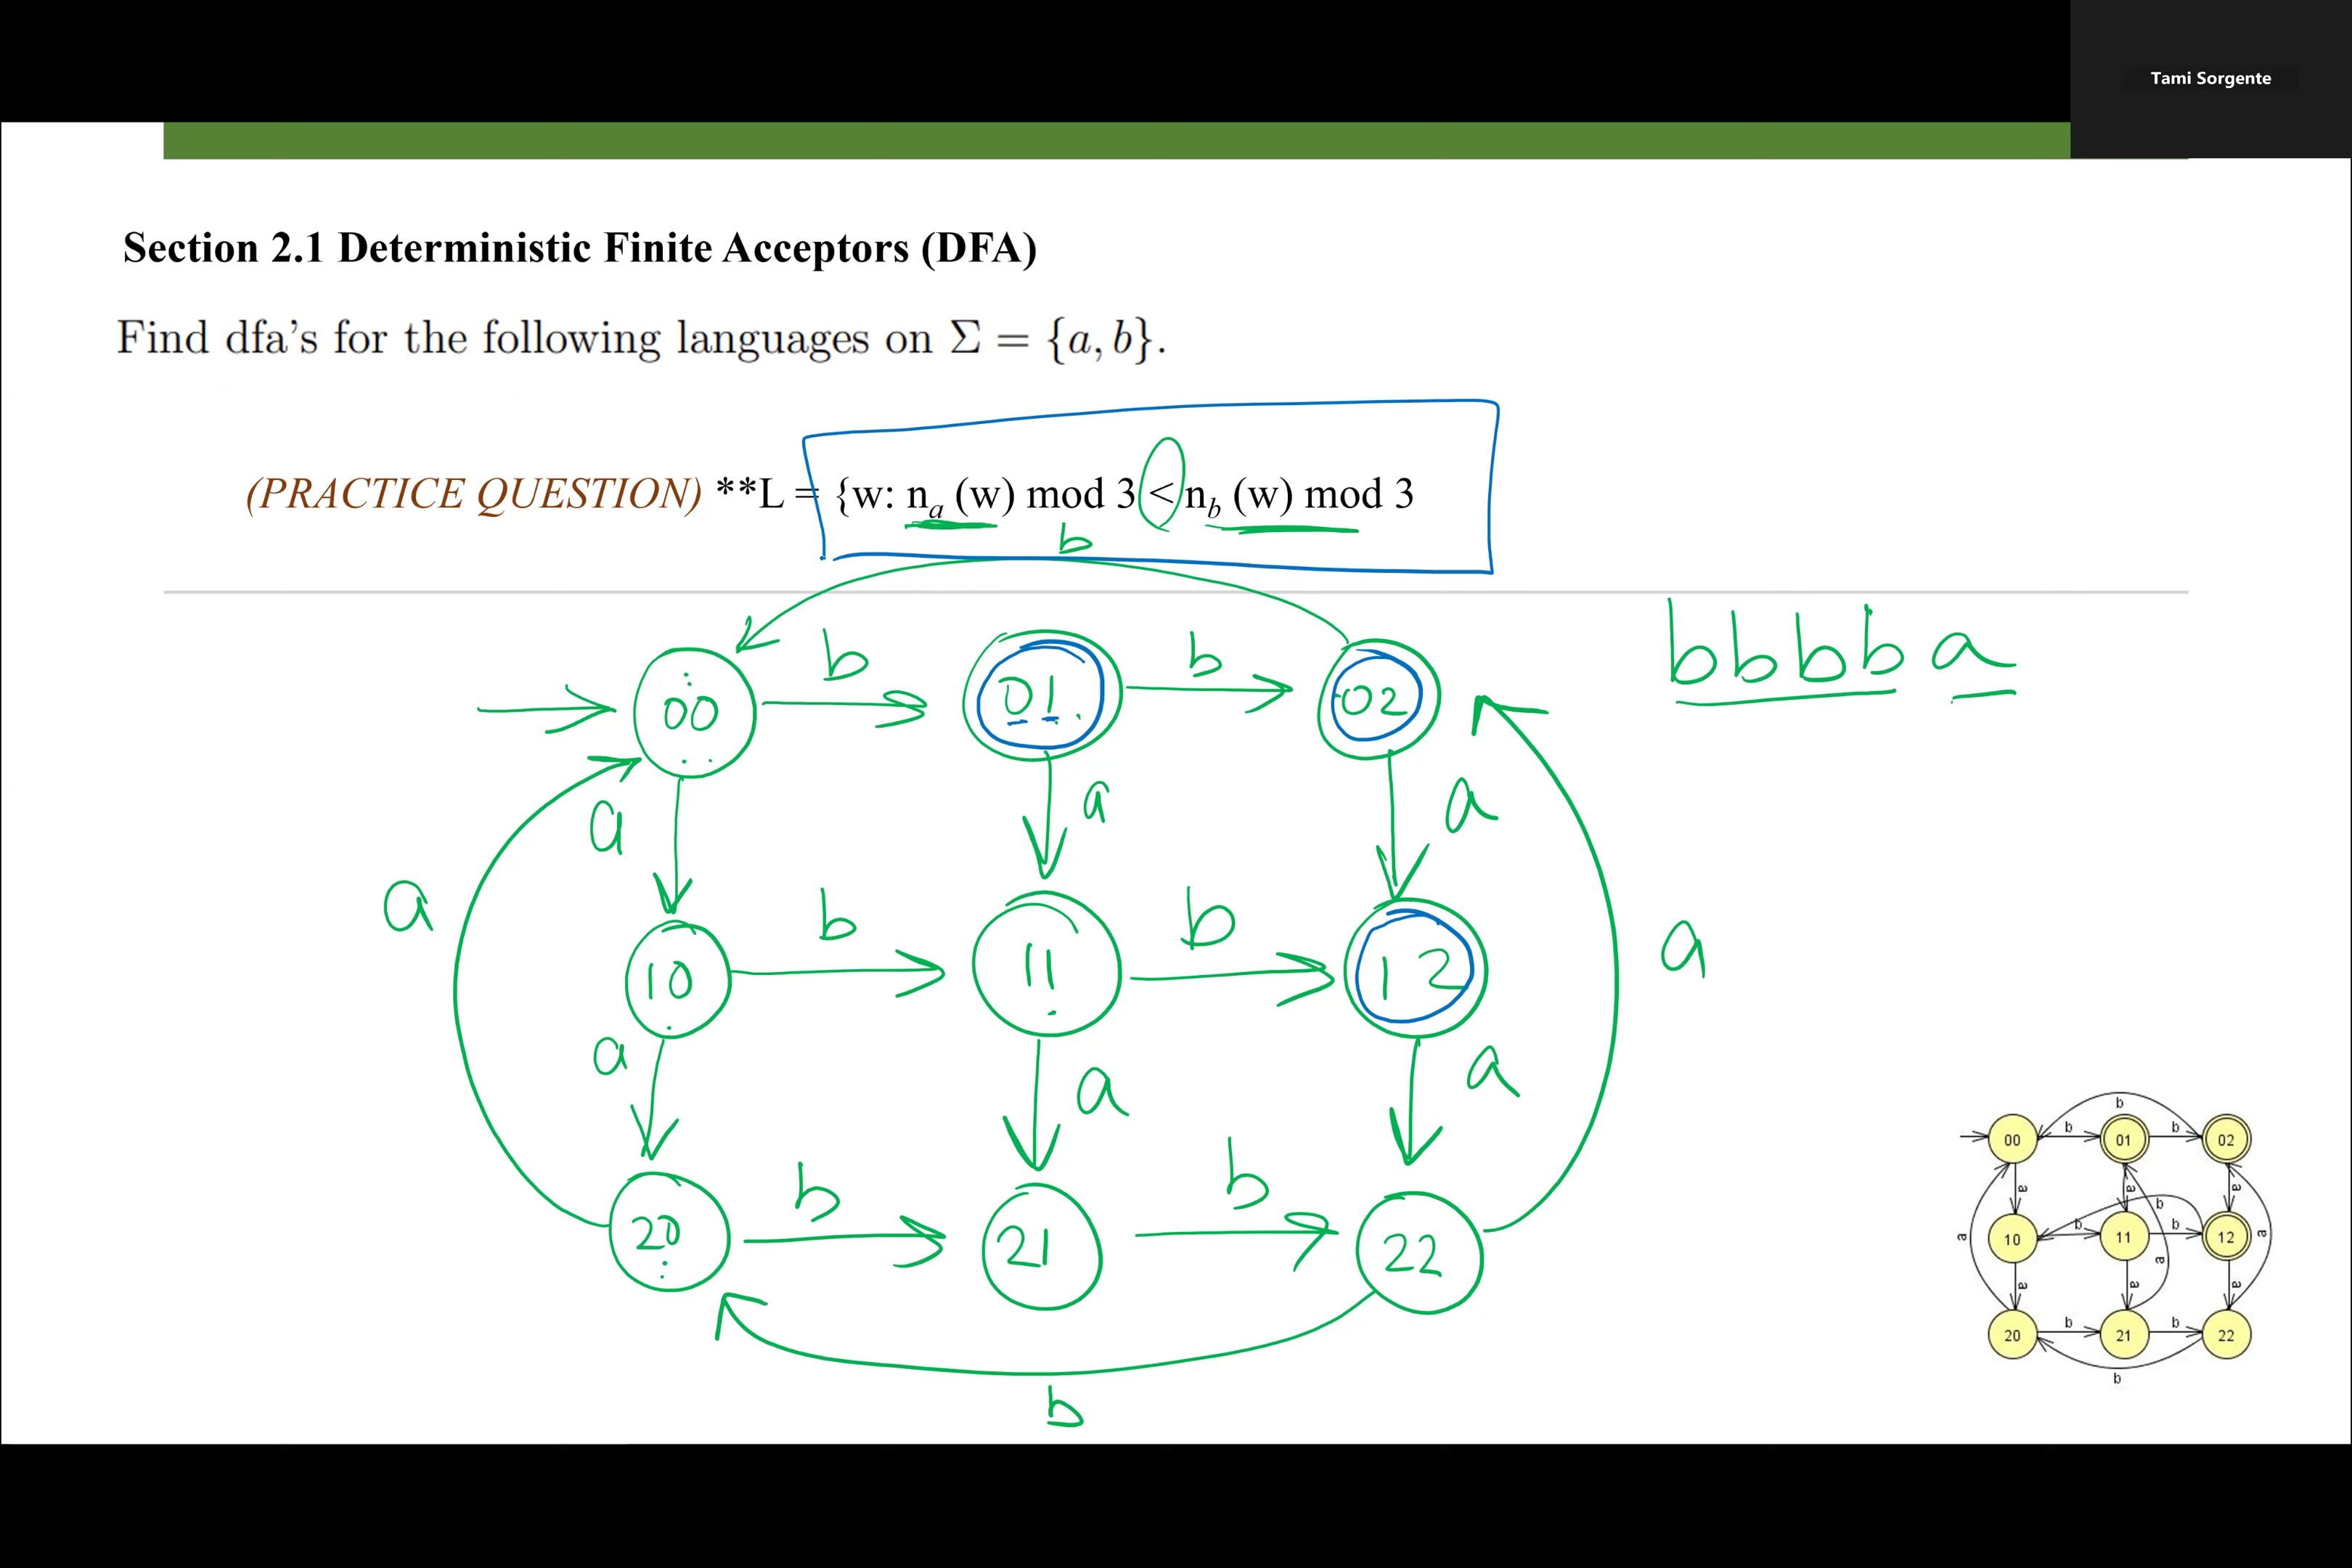 Tami Sorgente
Section 2.1 Deterministic Finite Acceptors (DFA)
Find dfa's for the following languages on Σ = {a, b}.
(PRACTICE QUESTION) **L = {w: nₐ (w) mod 3 < n_b (w) mod 3
b
b b b b a
b b
00 01 02
a a a
a b b a
10 11 12
a a a
b b
20 21 22
b
b
b b
00 01 02
a a a
b
b b
a 10 11 12 a
a
a a a
b b
20 21 22
b